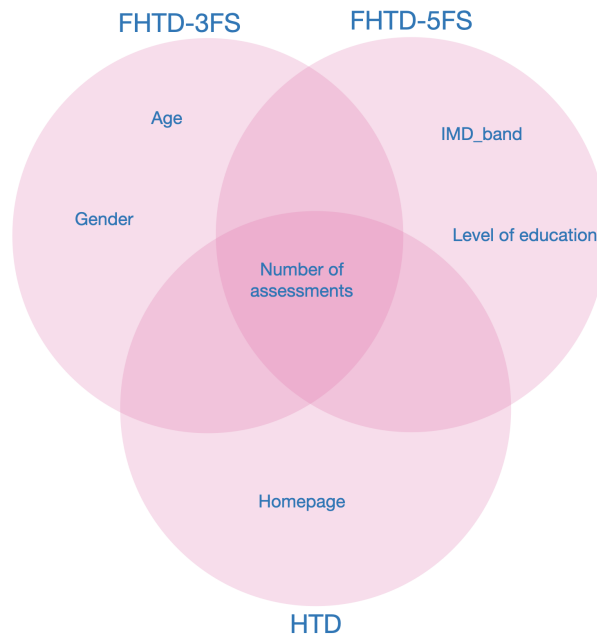 FHTD-3FS
FHTD-5FS
Age
IMD_band
Gender
Level of education
Number of
assessments
Homepage
HTD